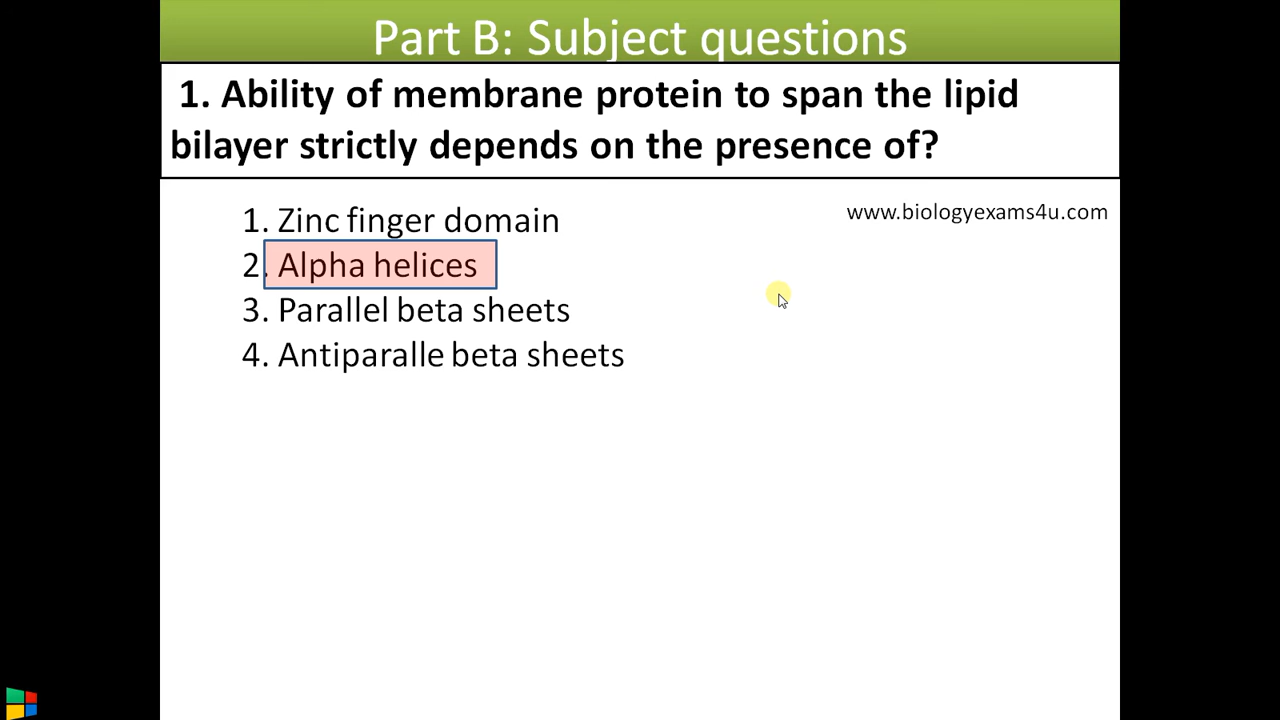 Part B: Subject questions
1. Ability of membrane protein to span the lipid
bilayer strictly depends on the presence of?
www.biologyexams4u.com
1. Zinc finger domain
2. Alpha helices
3. Parallel beta sheets
4. Antiparalle beta sheets